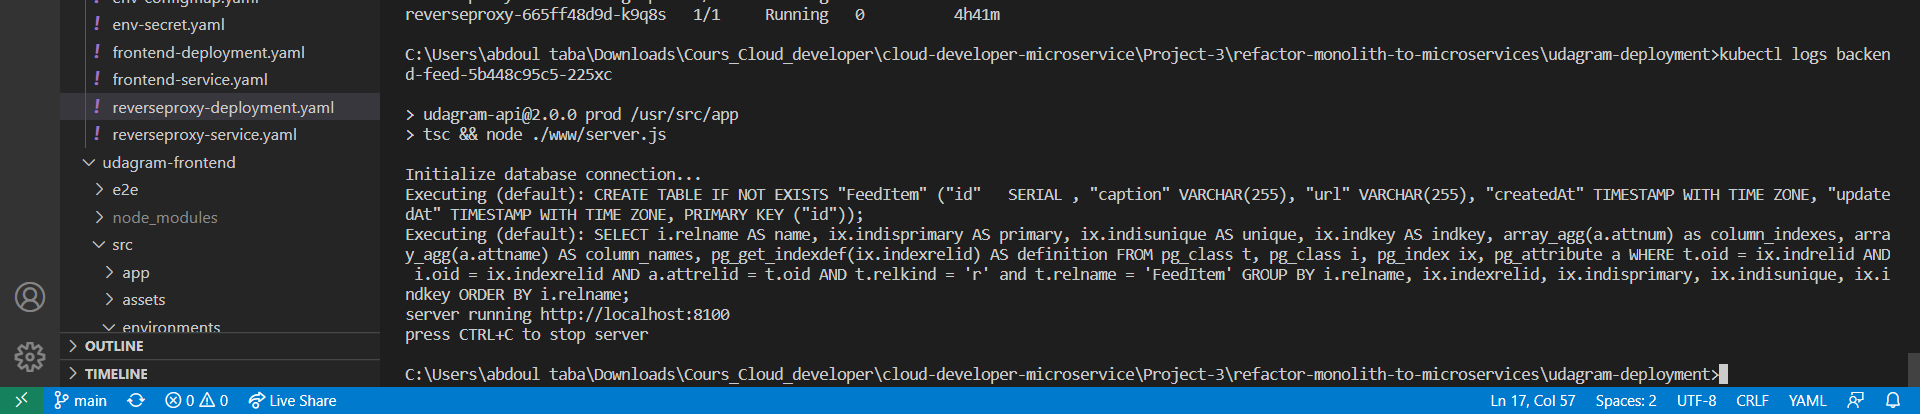 env-configmap.yaml
! env-secret.yaml
! frontend-deployment.yaml
! frontend-service.yaml
! reverseproxy-deployment.yaml
! reverseproxy-service.yaml
udagram-frontend
e2e
node_modules
src
app
assets
environments
OUTLINE
TIMELINE
reverseproxy-665ff48d9d-k9q8s 1/1 Running 0 4h41m
C:\Users\abdoul taba\Downloads\Cours_Cloud_developer\cloud-developer-microservice\Project-3\refactor-monolith-to-microservices\udagram-deployment>kubectl logs backen
d-feed-5b448c95c5-225xc
> udagram-api@2.0.0 prod /usr/src/app
> tsc && node ./www/server.js
Initialize database connection...
Executing (default): CREATE TABLE IF NOT EXISTS "FeedItem" ("id" SERIAL , "caption" VARCHAR(255), "url" VARCHAR(255), "createdAt" TIMESTAMP WITH TIME ZONE, "update
dAt" TIMESTAMP WITH TIME ZONE, PRIMARY KEY ("id"));
Executing (default): SELECT i.relname AS name, ix.indisprimary AS primary, ix.indisunique AS unique, ix.indkey AS indkey, array_agg(a.attnum) as column_indexes, arra
y_agg(a.attname) AS column_names, pg_get_indexdef(ix.indexrelid) AS definition FROM pg_class t, pg_class i, pg_index ix, pg_attribute a WHERE t.oid = ix.indrelid AND
i.oid = ix.indexrelid AND a.attrelid = t.oid AND t.relkind = 'r' and t.relname = 'FeedItem' GROUP BY i.relname, ix.indexrelid, ix.indisprimary, ix.indisunique, ix.i
ndkey ORDER BY i.relname;
server running http://localhost:8100
press CTRL+C to stop server
C:\Users\abdoul taba\Downloads\Cours_Cloud_developer\cloud-developer-microservice\Project-3\refactor-monolith-to-microservices\udagram-deployment>
main 0 0 Live Share Ln 17, Col 57 Spaces: 2 UTF-8 CRLF YAML